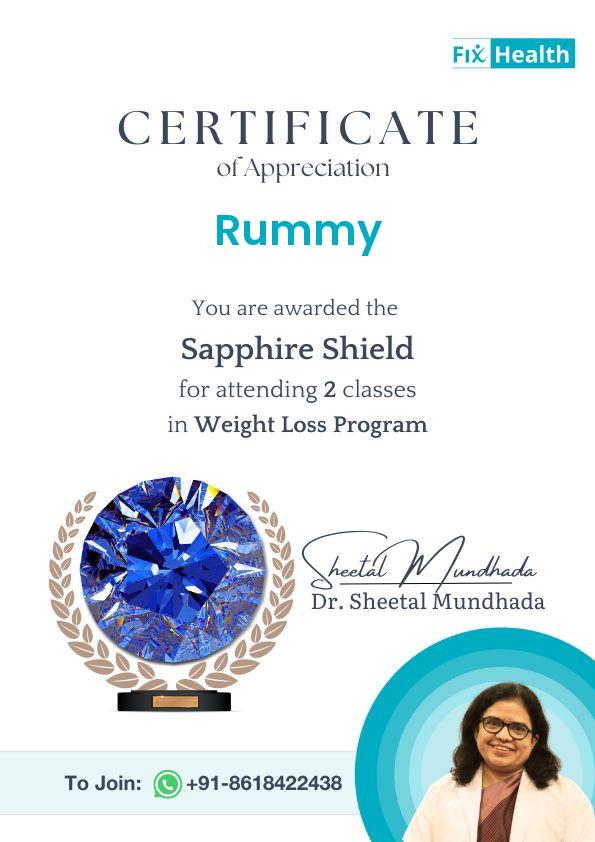 Fix Health
CERTIFICATE
of Appreciation
Rummy
You are awarded the
Sapphire Shield
for attending 2 classes
in Weight Loss Program
Sheetal Mundhada
Dr. Sheetal Mundhada
To Join: +91-8618422438